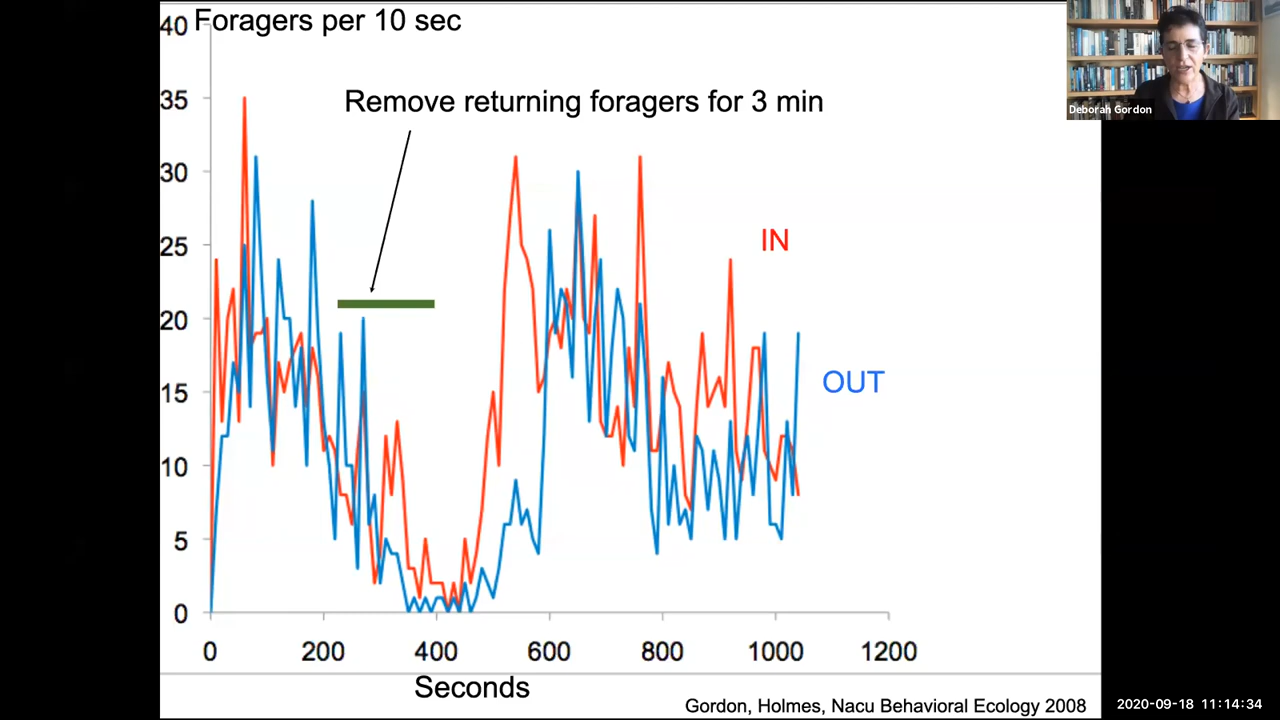 Foragers per 10 sec
Remove returning foragers for 3 min
40
35
30
25
20
15
10
5
0
IN
OUT
0 200 400 600 800 1000 1200
Seconds
Gordon, Holmes, Nacu Behavioral Ecology 2008
Deborah Gordon
2020-09-18 11:14:34